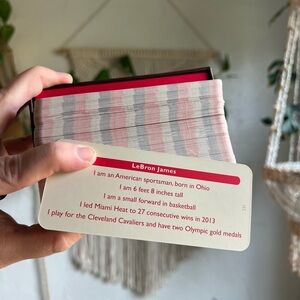 LeBron James
I am an American sportsman, born in Ohio
I am 6 feet 8 inches tall
I am a small forward in basketball
I led Miami Heat to 27 consecutive wins in 2013
I play for the Cleveland Cavaliers and have two Olympic gold medals